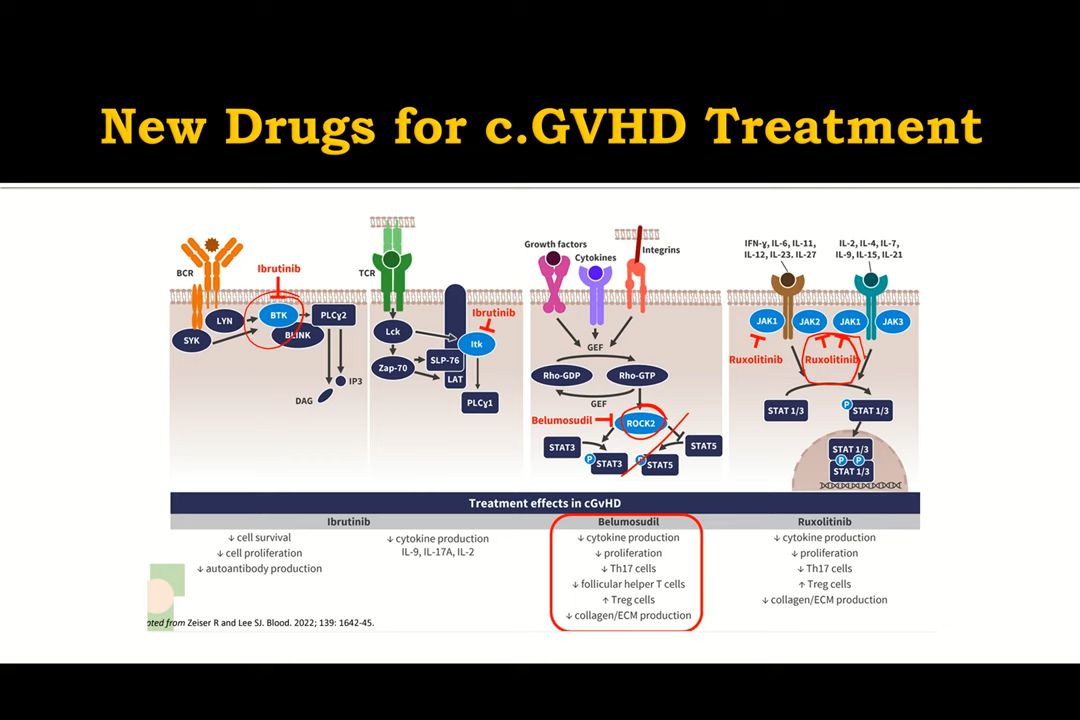 New Drugs for c.GVHD Treatment
BCR
Ibrutinib
LYN
BTK
PLCɣ2
SYK
BLINK
IP3
DAG
TCR
Ibrutinib
Lck
Itk
Zap-70
SLP-76
LAT
PLCɣ1
Growth factors
Cytokines
Integrins
GEF
Rho-GDP
Rho-GTP
GEF
Belumosudil
ROCK2
STAT3
STAT5
P
STAT3
STAT5
IFN-ɣ, IL-6, IL-11,
IL-12, IL-23. IL-27
IL-2, IL-4, IL-7,
IL-9, IL-15, IL-21
JAK1
JAK2
JAK1
JAK3
Ruxolitinib
Ruxolitinib
STAT 1/3
P
STAT 1/3
STAT 1/3
P
P
STAT 1/3
Treatment effects in cGvHD
Ibrutinib
↓ cell survival
↓ cell proliferation
↓ autoantibody production
↓ cytokine production
IL-9, IL-17A, IL-2
Belumosudil
↓ cytokine production
↓ proliferation
↓ Th17 cells
↓ follicular helper T cells
↑ Treg cells
↓ collagen/ECM production
Ruxolitinib
↓ cytokine production
↓ proliferation
↓ Th17 cells
↑ Treg cells
↓ collagen/ECM production
pted from Zeiser R and Lee SJ. Blood. 2022; 139: 1642-45.